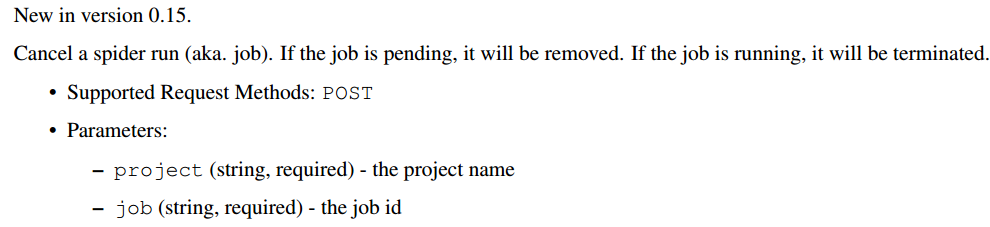 New in version 0.15.
Cancel a spider run (aka. job). If the job is pending, it will be removed. If the job is running, it will be terminated.
• Supported Request Methods: POST
• Parameters:
– project (string, required) - the project name
– job (string, required) - the job id